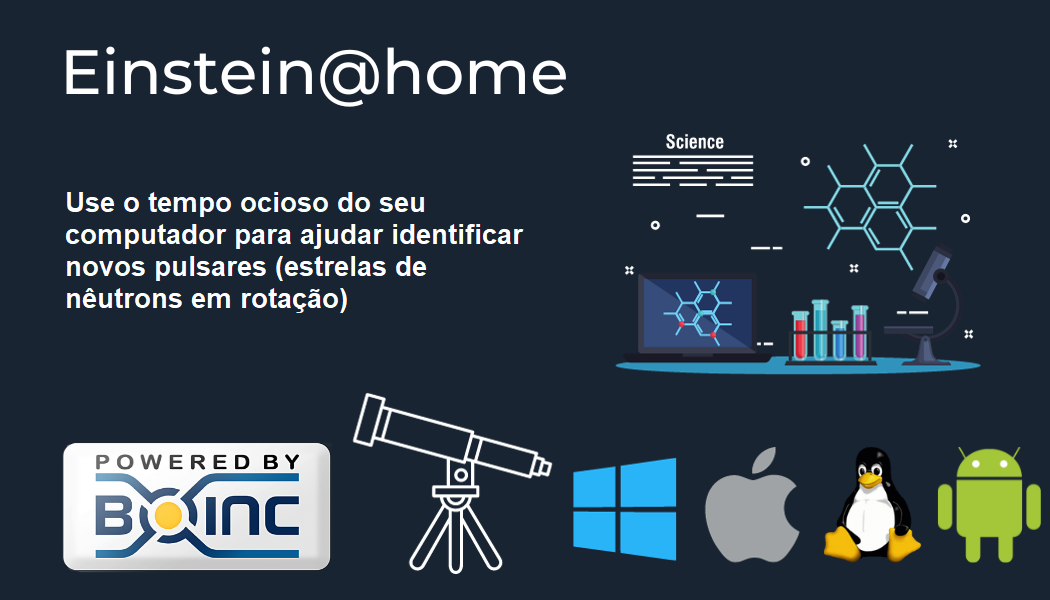 Einstein@home
Science
Use o tempo ocioso do seu
computador para ajudar identificar
novos pulsares (estrelas de
nêutrons em rotação)
POWERED BY
BOINC